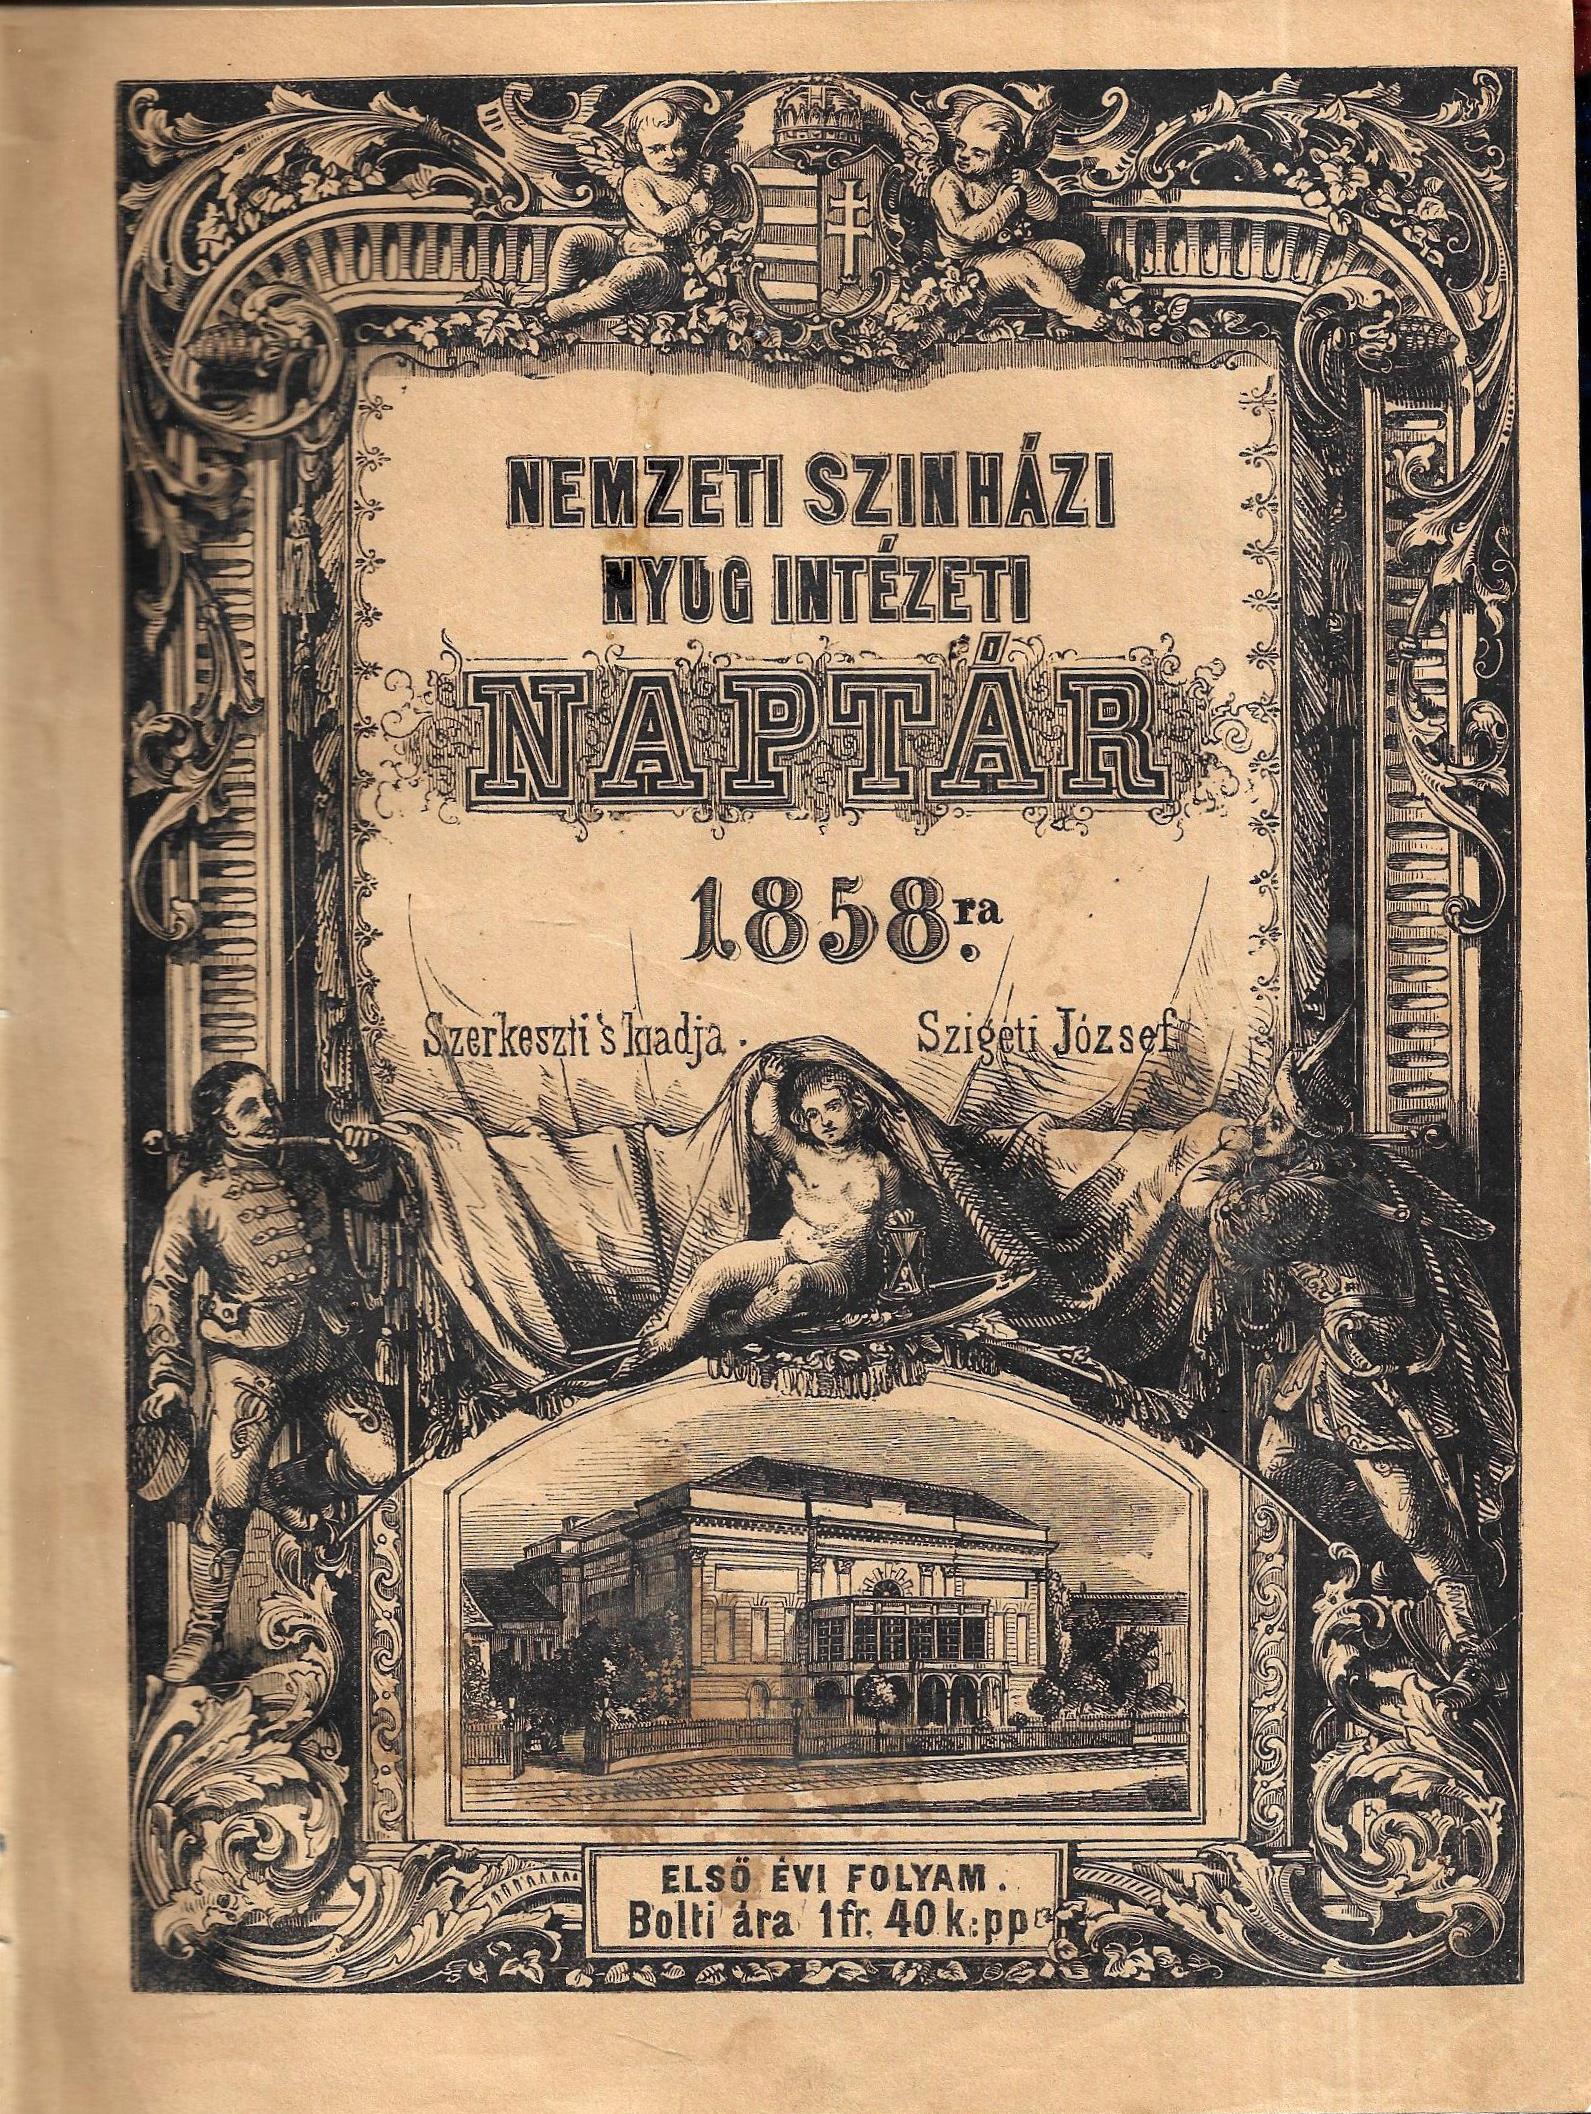 NEMZETI SZINHÁZI
NYUG INTÉZETI
NAPTÁR
1858.ra
Szerkeszti 's kiadja. Szigeti József
ELSŐ ÉVI FOLYAM.
Bolti ára 1fr. 40 k: pp